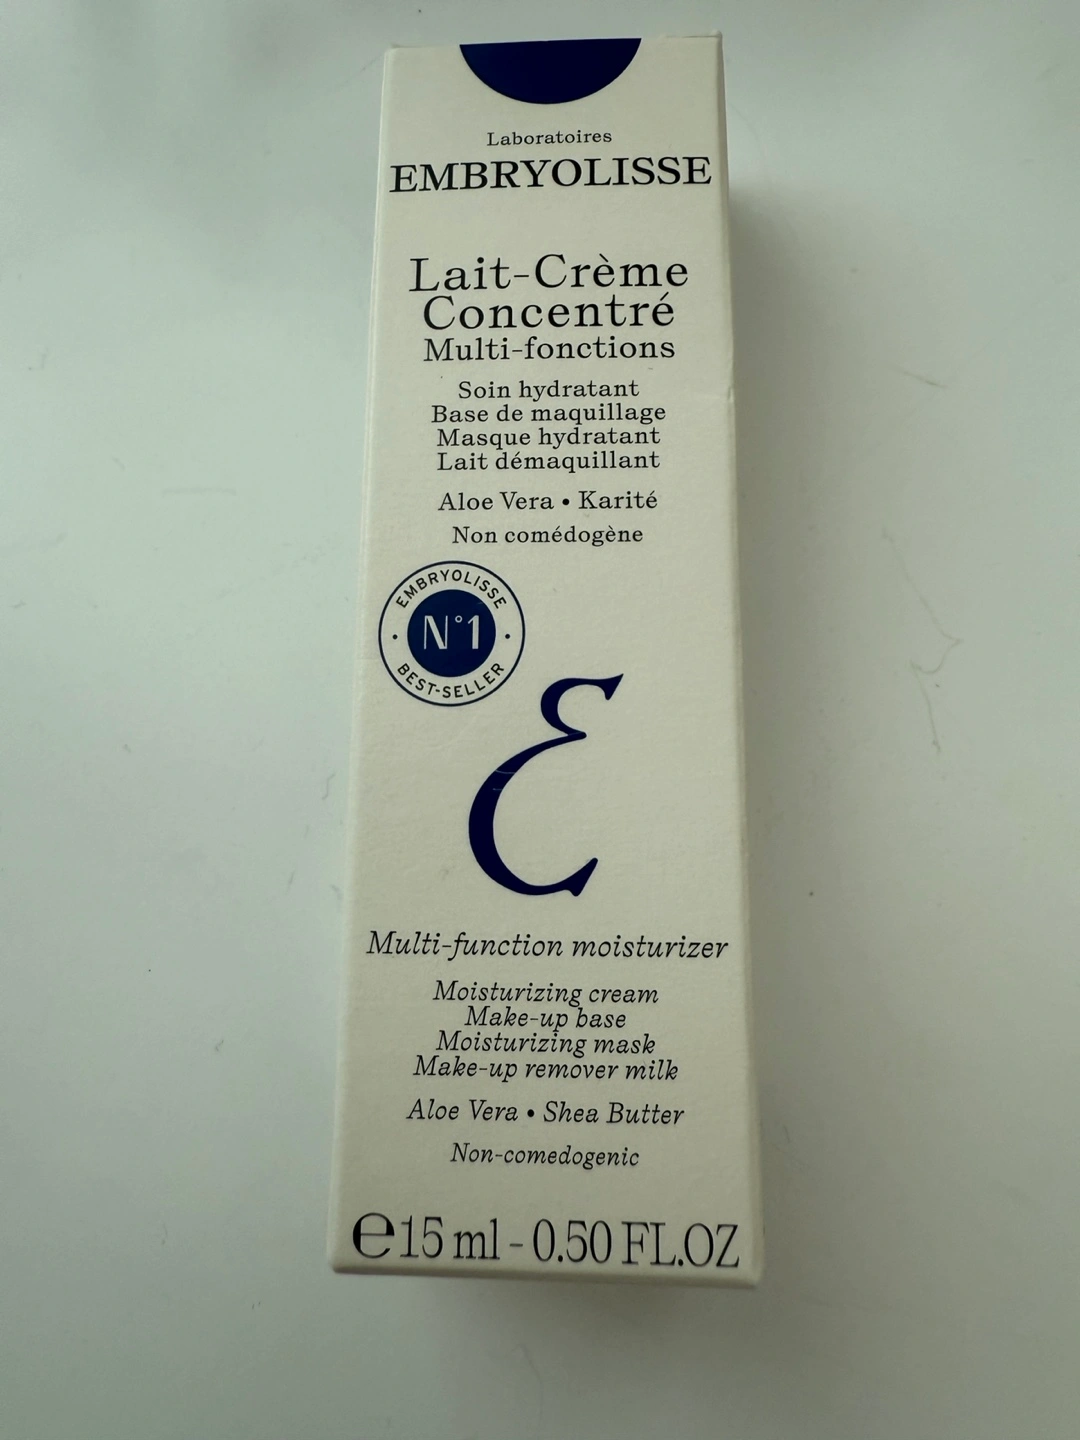 Laboratoires
EMBRYOLISSE
Lait-Crème
Concentré
Multi-fonctions
Soin hydratant
Base de maquillage
Masque hydratant
Lait démaquillant
Aloe Vera • Karité
Non comédogène
EMBRYOLISSE
N°1
BEST-SELLER
Multi-function moisturizer
Moisturizing cream
Make-up base
Moisturizing mask
Make-up remover milk
Aloe Vera • Shea Butter
Non-comedogenic
℮15 ml - 0.50 FL.OZ